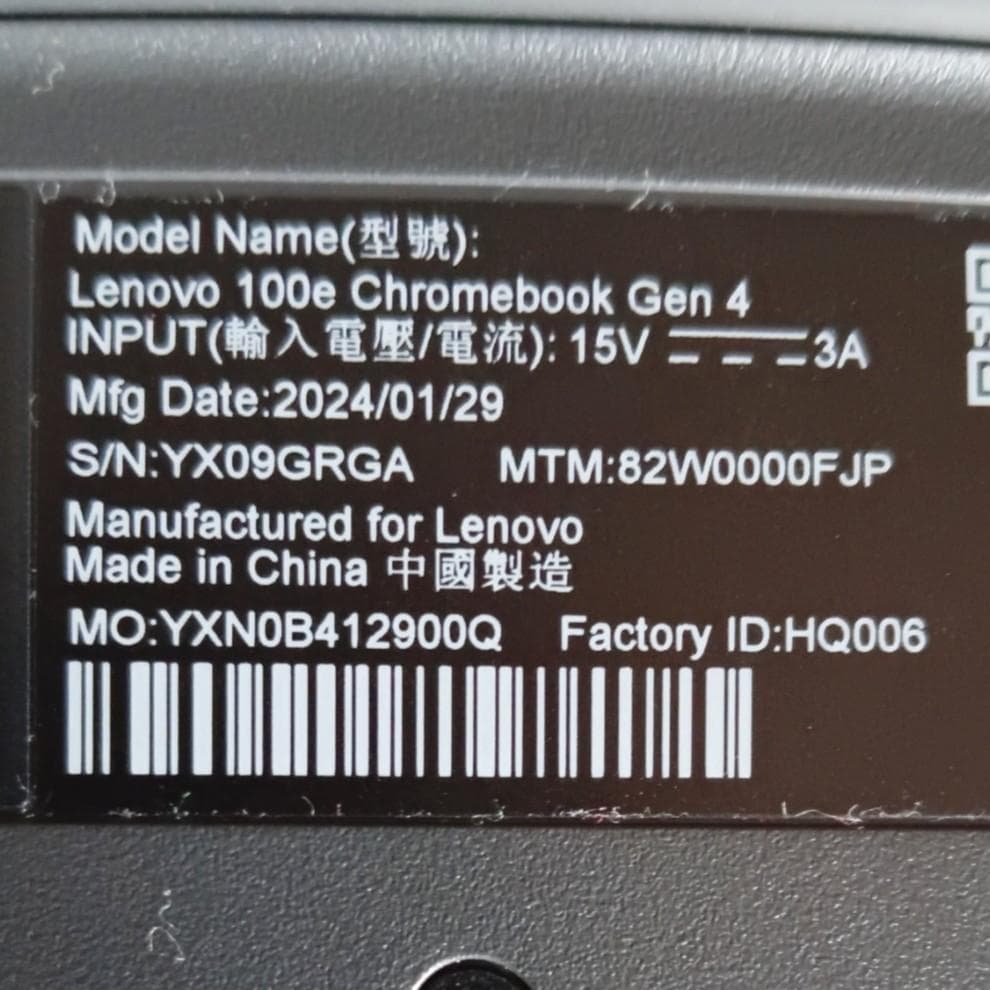 Model Name(型號):
Lenovo 100e Chromebook Gen 4
INPUT(輸入電壓/電流): 15V ⎓ 3A
Mfg Date:2024/01/29
S/N:YX09GRGA MTM:82W0000FJP
Manufactured for Lenovo
Made in China 中國製造
MO:YXN0B412900Q Factory ID:HQ006